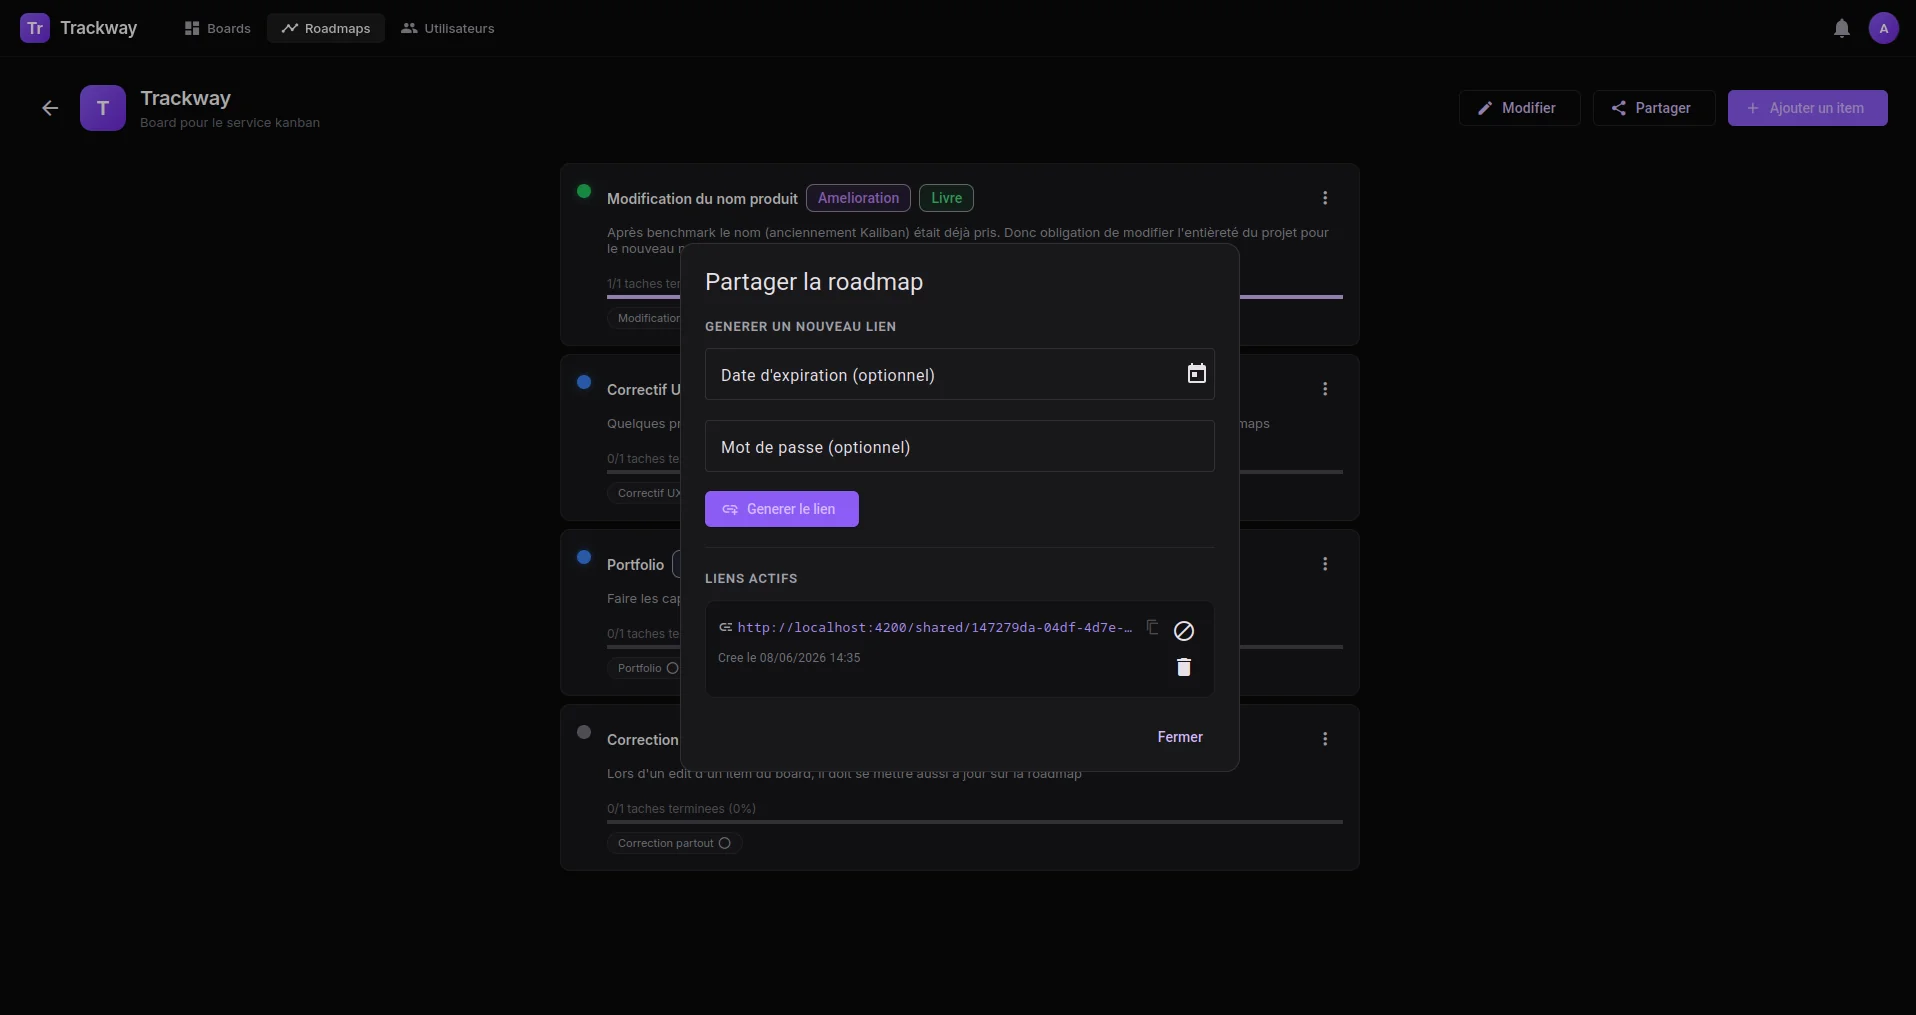 Tr Trackway Boards Roadmaps Utilisateurs A
T Trackway
Board pour le service kanban
Modifier Partager Ajouter un item
Modification du nom produit Amelioration Livre
Après benchmark le nom (anciennement Kaliban) était déjà pris. Donc obligation de modifier l'entièreté du projet pour
le nouveau
1/1 taches
Modification
Correctif
Quelques
0/1 taches
Correctif UX
Portfolio
Faire les
0/1 taches
Portfolio
Partager la roadmap
GENERER UN NOUVEAU LIEN
Date d'expiration (optionnel)
Mot de passe (optionnel)
Generer le lien
LIENS ACTIFS
http://localhost:4200/shared/147279da-04df-4d7e-…
Cree le 08/06/2026 14:35
Fermer
Correction
Lors d'un edit d'un item du board, il doit se mettre aussi a jour sur la roadmap
0/1 taches terminees (0%)
Correction partout